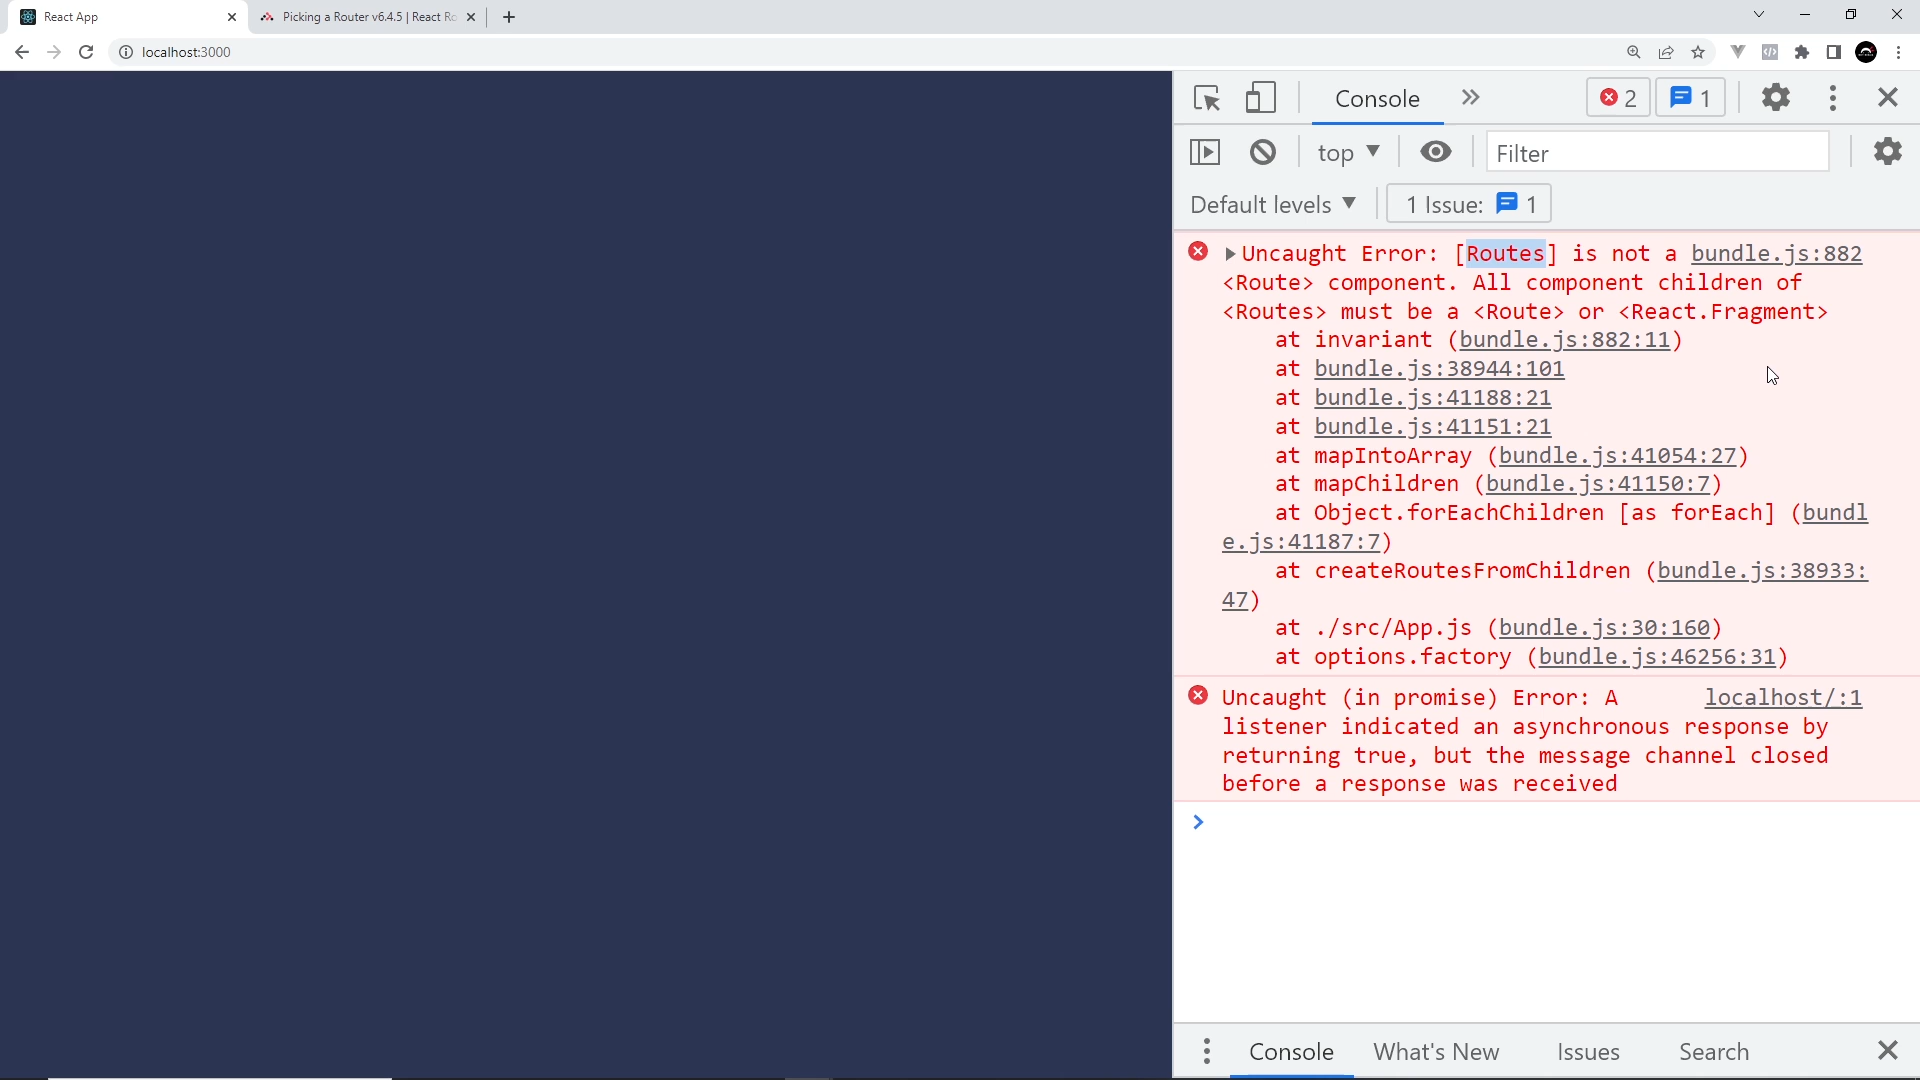 React App
Picking a Router v6.4.5 | React Ro
localhost:3000
Console
2
1
top
Filter
Default levels
1 Issue: 1
Uncaught Error: [Routes] is not a bundle.js:882
<Route> component. All component children of
<Routes> must be a <Route> or <React.Fragment>
at invariant (bundle.js:882:11)
at bundle.js:38944:101
at bundle.js:41188:21
at bundle.js:41151:21
at mapIntoArray (bundle.js:41054:27)
at mapChildren (bundle.js:41150:7)
at Object.forEachChildren [as forEach] (bundl
e.js:41187:7)
at createRoutesFromChildren (bundle.js:38933:
47)
at ./src/App.js (bundle.js:30:160)
at options.factory (bundle.js:46256:31)
Uncaught (in promise) Error: A localhost/:1
listener indicated an asynchronous response by
returning true, but the message channel closed
before a response was received
Console What's New Issues Search